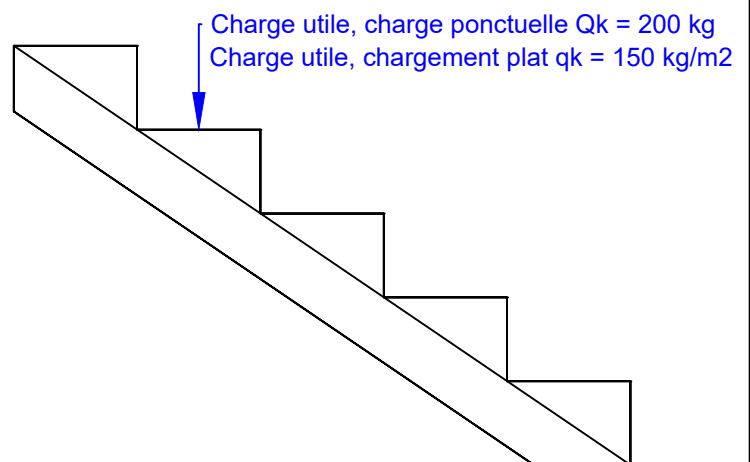 Charge utile, charge ponctuelle Qk = 200 kg
Charge utile, chargement plat qk = 150 kg/m2